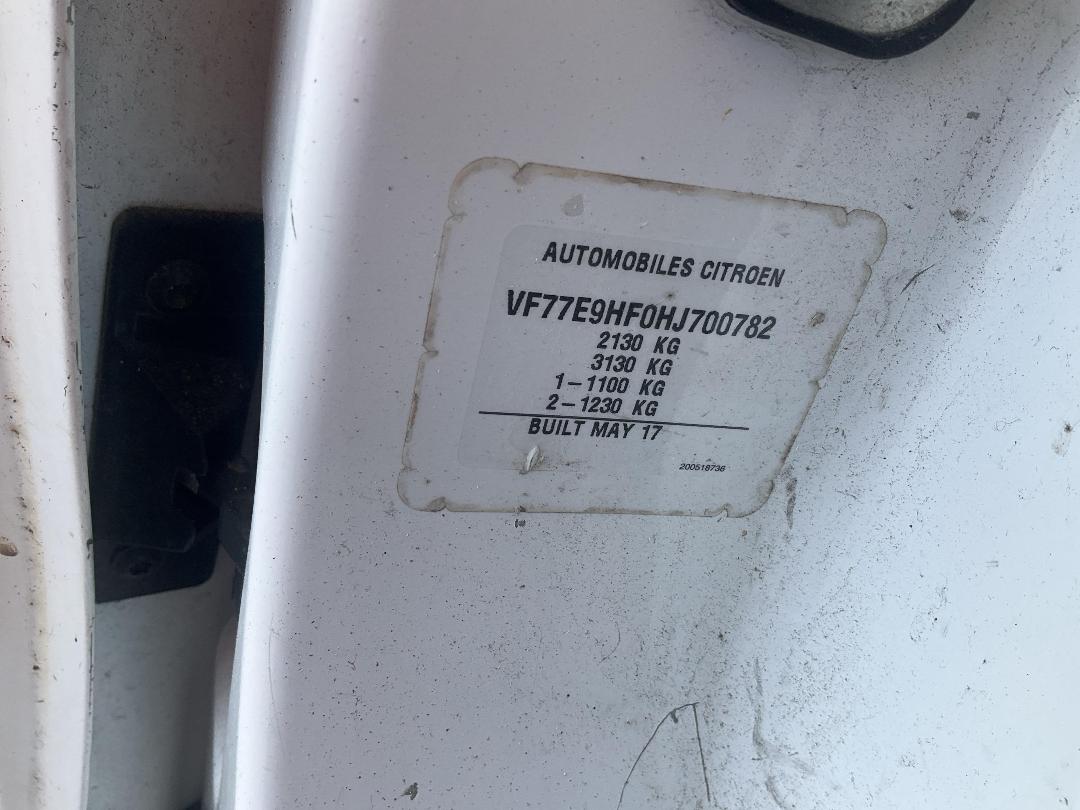 AUTOMOBILES CITROEN
VF77E9HF0HJ700782
2130 KG
3130 KG
1-1100 KG
2-1230 KG
BUILT MAY 17
200518736